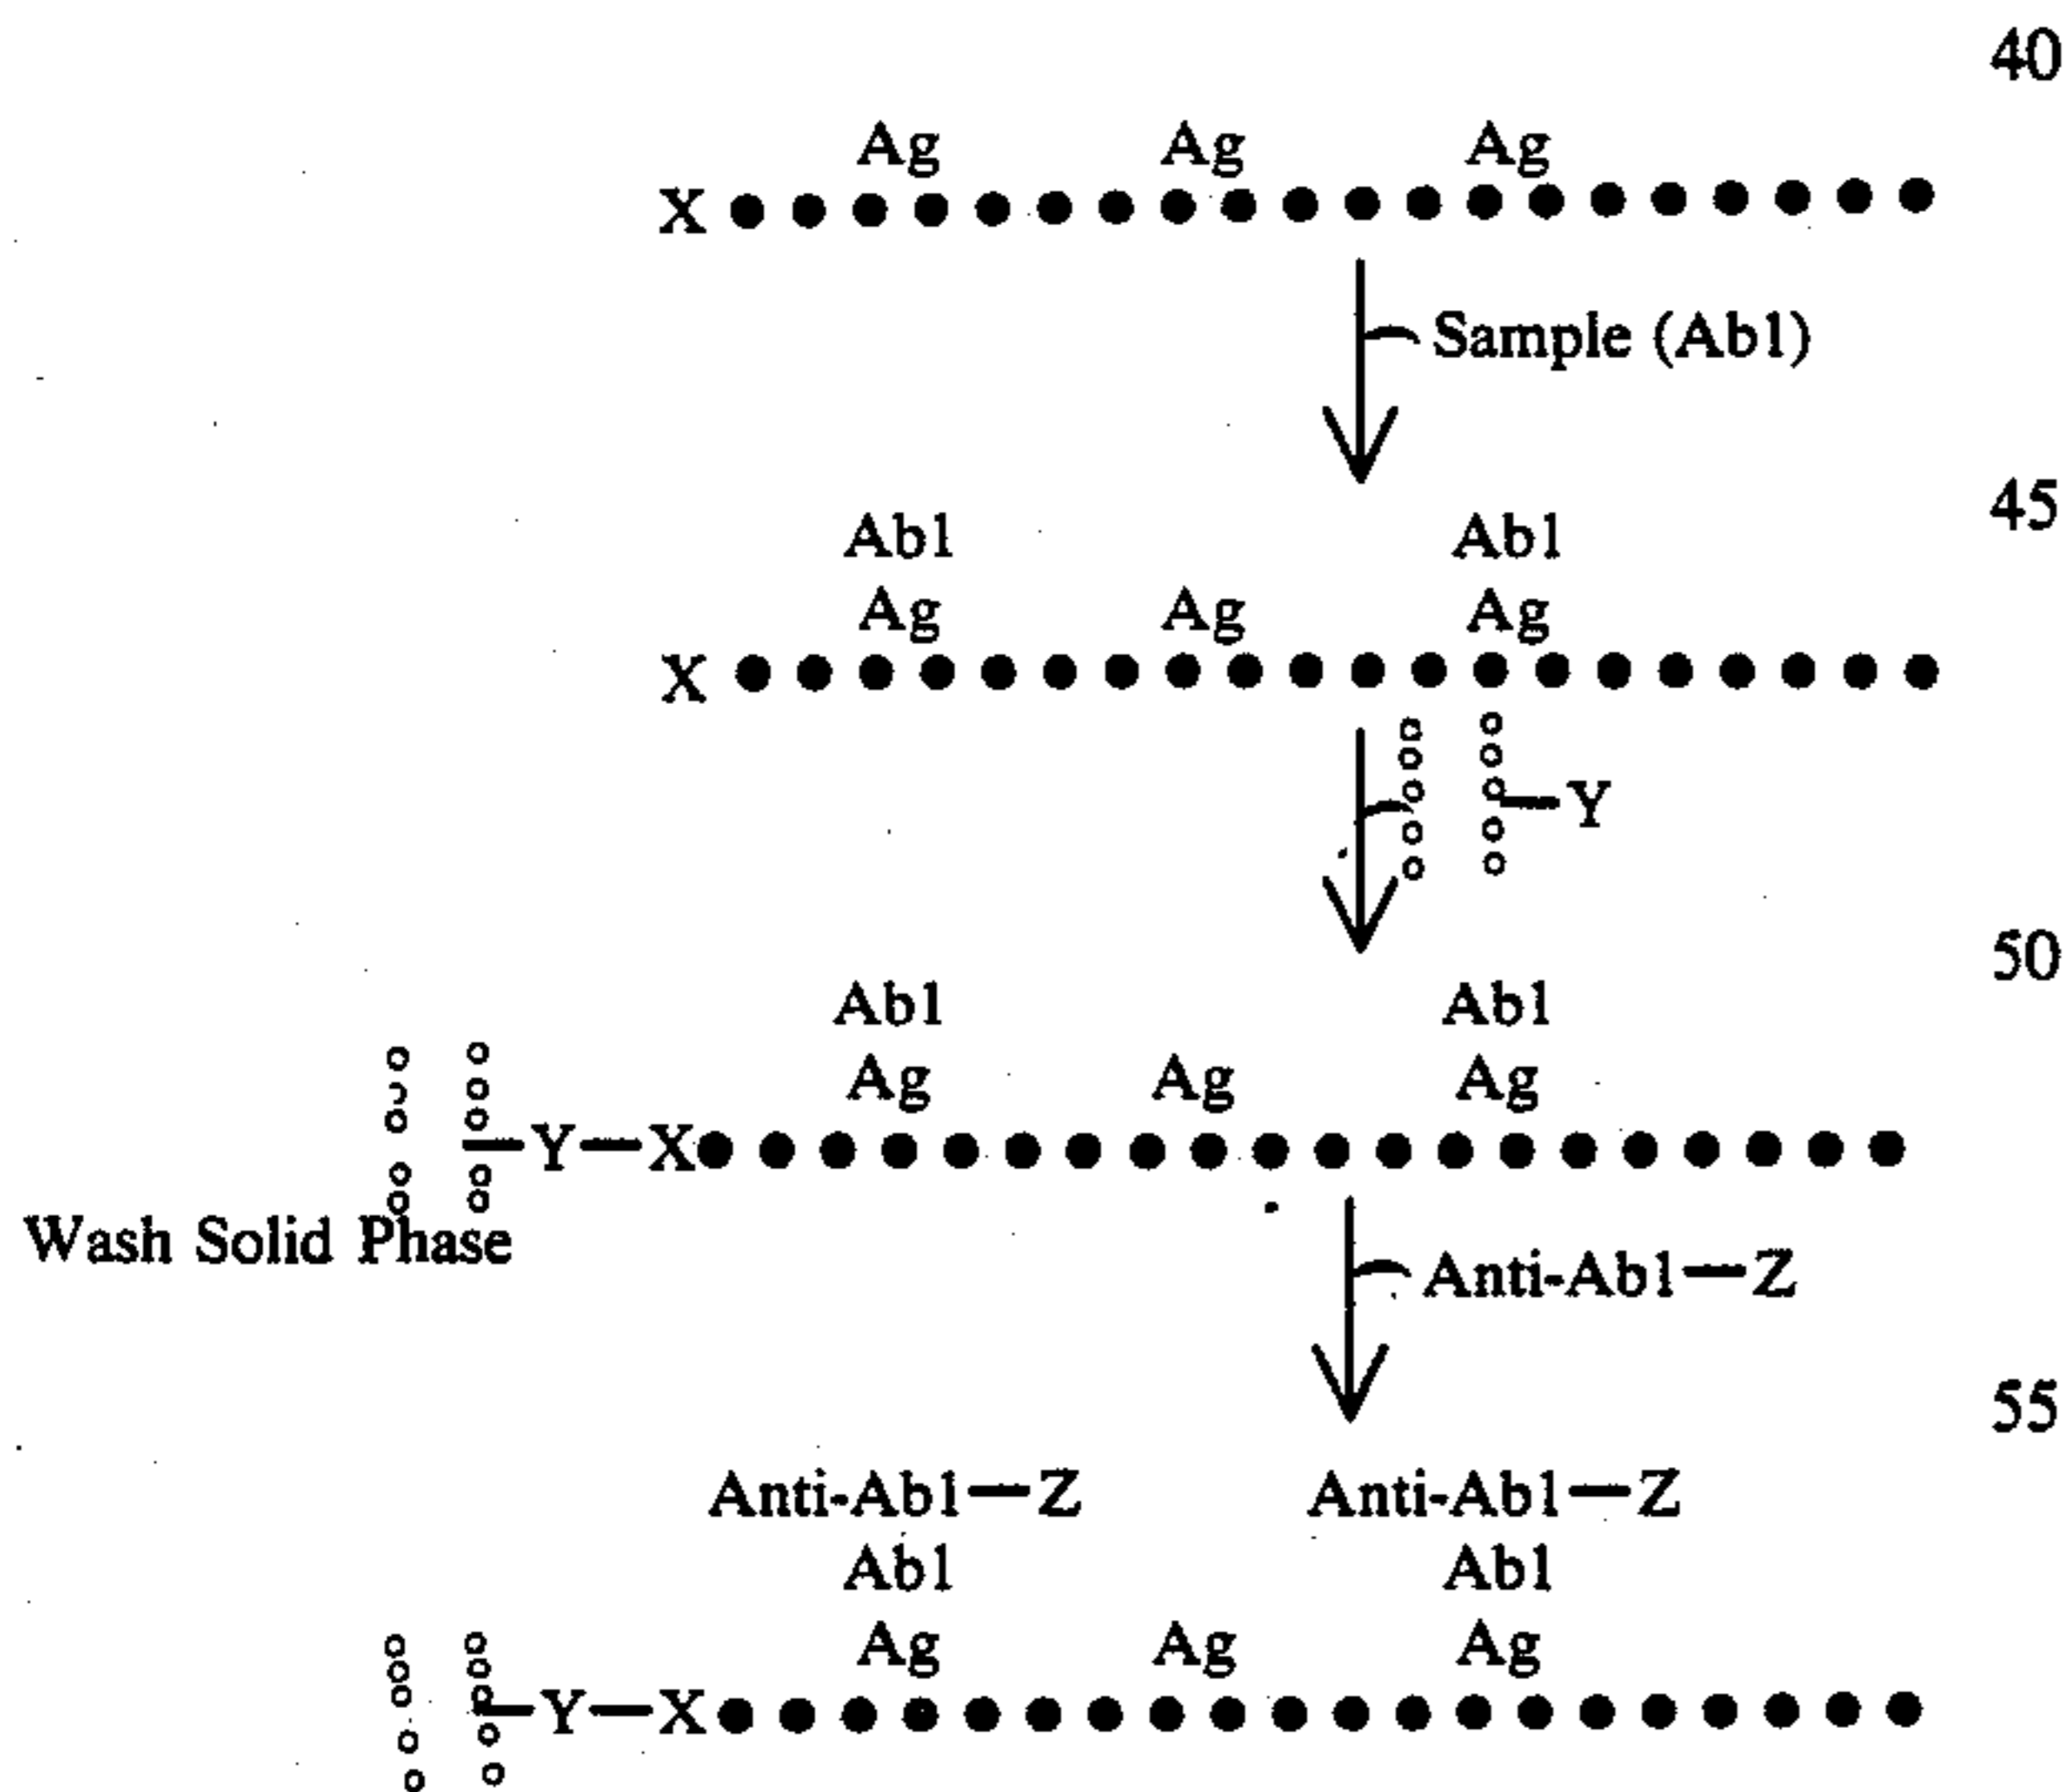 40
Ag Ag Ag
X
Sample (Ab1)
45
Ab1 Ab1
Ag Ag Ag
X
Y
50
Ab1 Ab1
Ag Ag Ag
Y—X
Wash Solid Phase
Anti-Ab1—Z
55
Anti-Ab1—Z Anti-Ab1—Z
Ab1 Ab1
Ag Ag Ag
Y—X